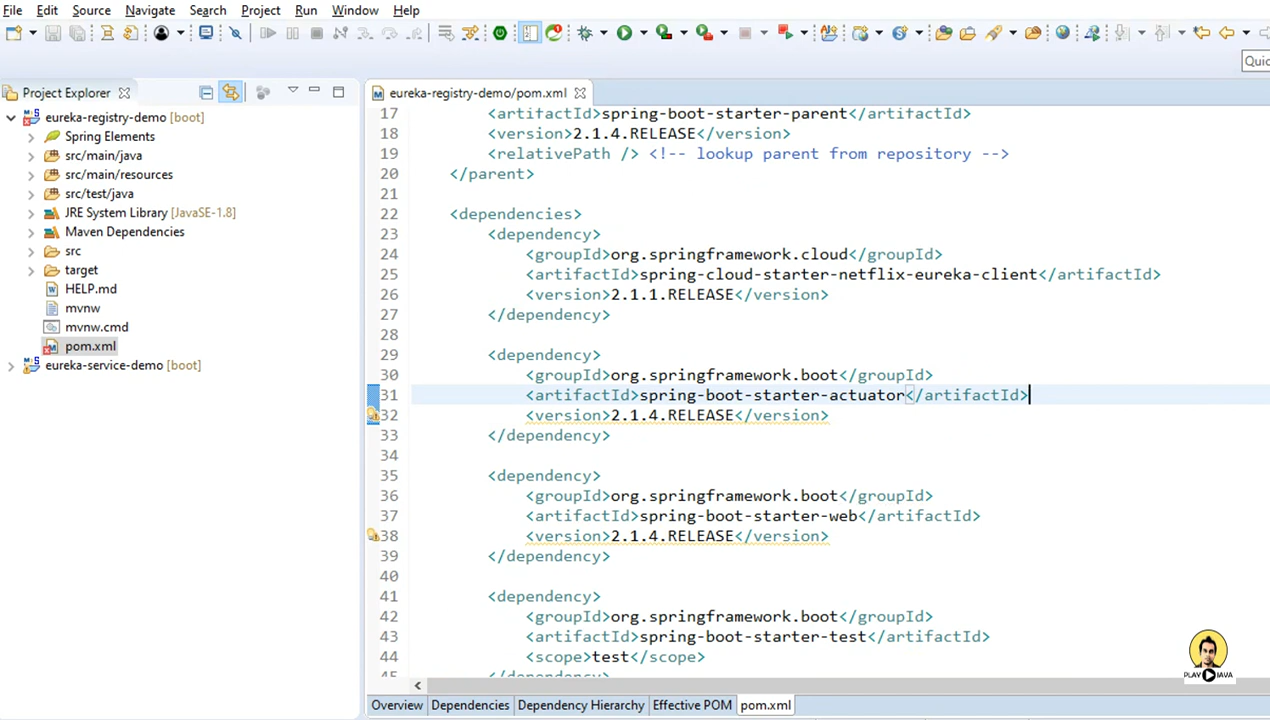 File Edit Source Navigate Search Project Run Window Help
Quic
Project Explorer
eureka-registry-demo [boot]
Spring Elements
src/main/java
src/main/resources
src/test/java
JRE System Library [JavaSE-1.8]
Maven Dependencies
src
target
HELP.md
mvnw
mvnw.cmd
pom.xml
eureka-service-demo [boot]
eureka-registry-demo/pom.xml
17 <artifactId>spring-boot-starter-parent</artifactId>
18 <version>2.1.4.RELEASE</version>
19 <relativePath /> <!-- lookup parent from repository -->
20 </parent>
21
22 <dependencies>
23 <dependency>
24 <groupId>org.springframework.cloud</groupId>
25 <artifactId>spring-cloud-starter-netflix-eureka-client</artifactId>
26 <version>2.1.1.RELEASE</version>
27 </dependency>
28
29 <dependency>
30 <groupId>org.springframework.boot</groupId>
31 <artifactId>spring-boot-starter-actuator</artifactId>
32 <version>2.1.4.RELEASE</version>
33 </dependency>
34
35 <dependency>
36 <groupId>org.springframework.boot</groupId>
37 <artifactId>spring-boot-starter-web</artifactId>
38 <version>2.1.4.RELEASE</version>
39 </dependency>
40
41 <dependency>
42 <groupId>org.springframework.boot</groupId>
43 <artifactId>spring-boot-starter-test</artifactId>
44 <scope>test</scope>
45 </dependency>
PLAY JAVA
Overview Dependencies Dependency Hierarchy Effective POM pom.xml